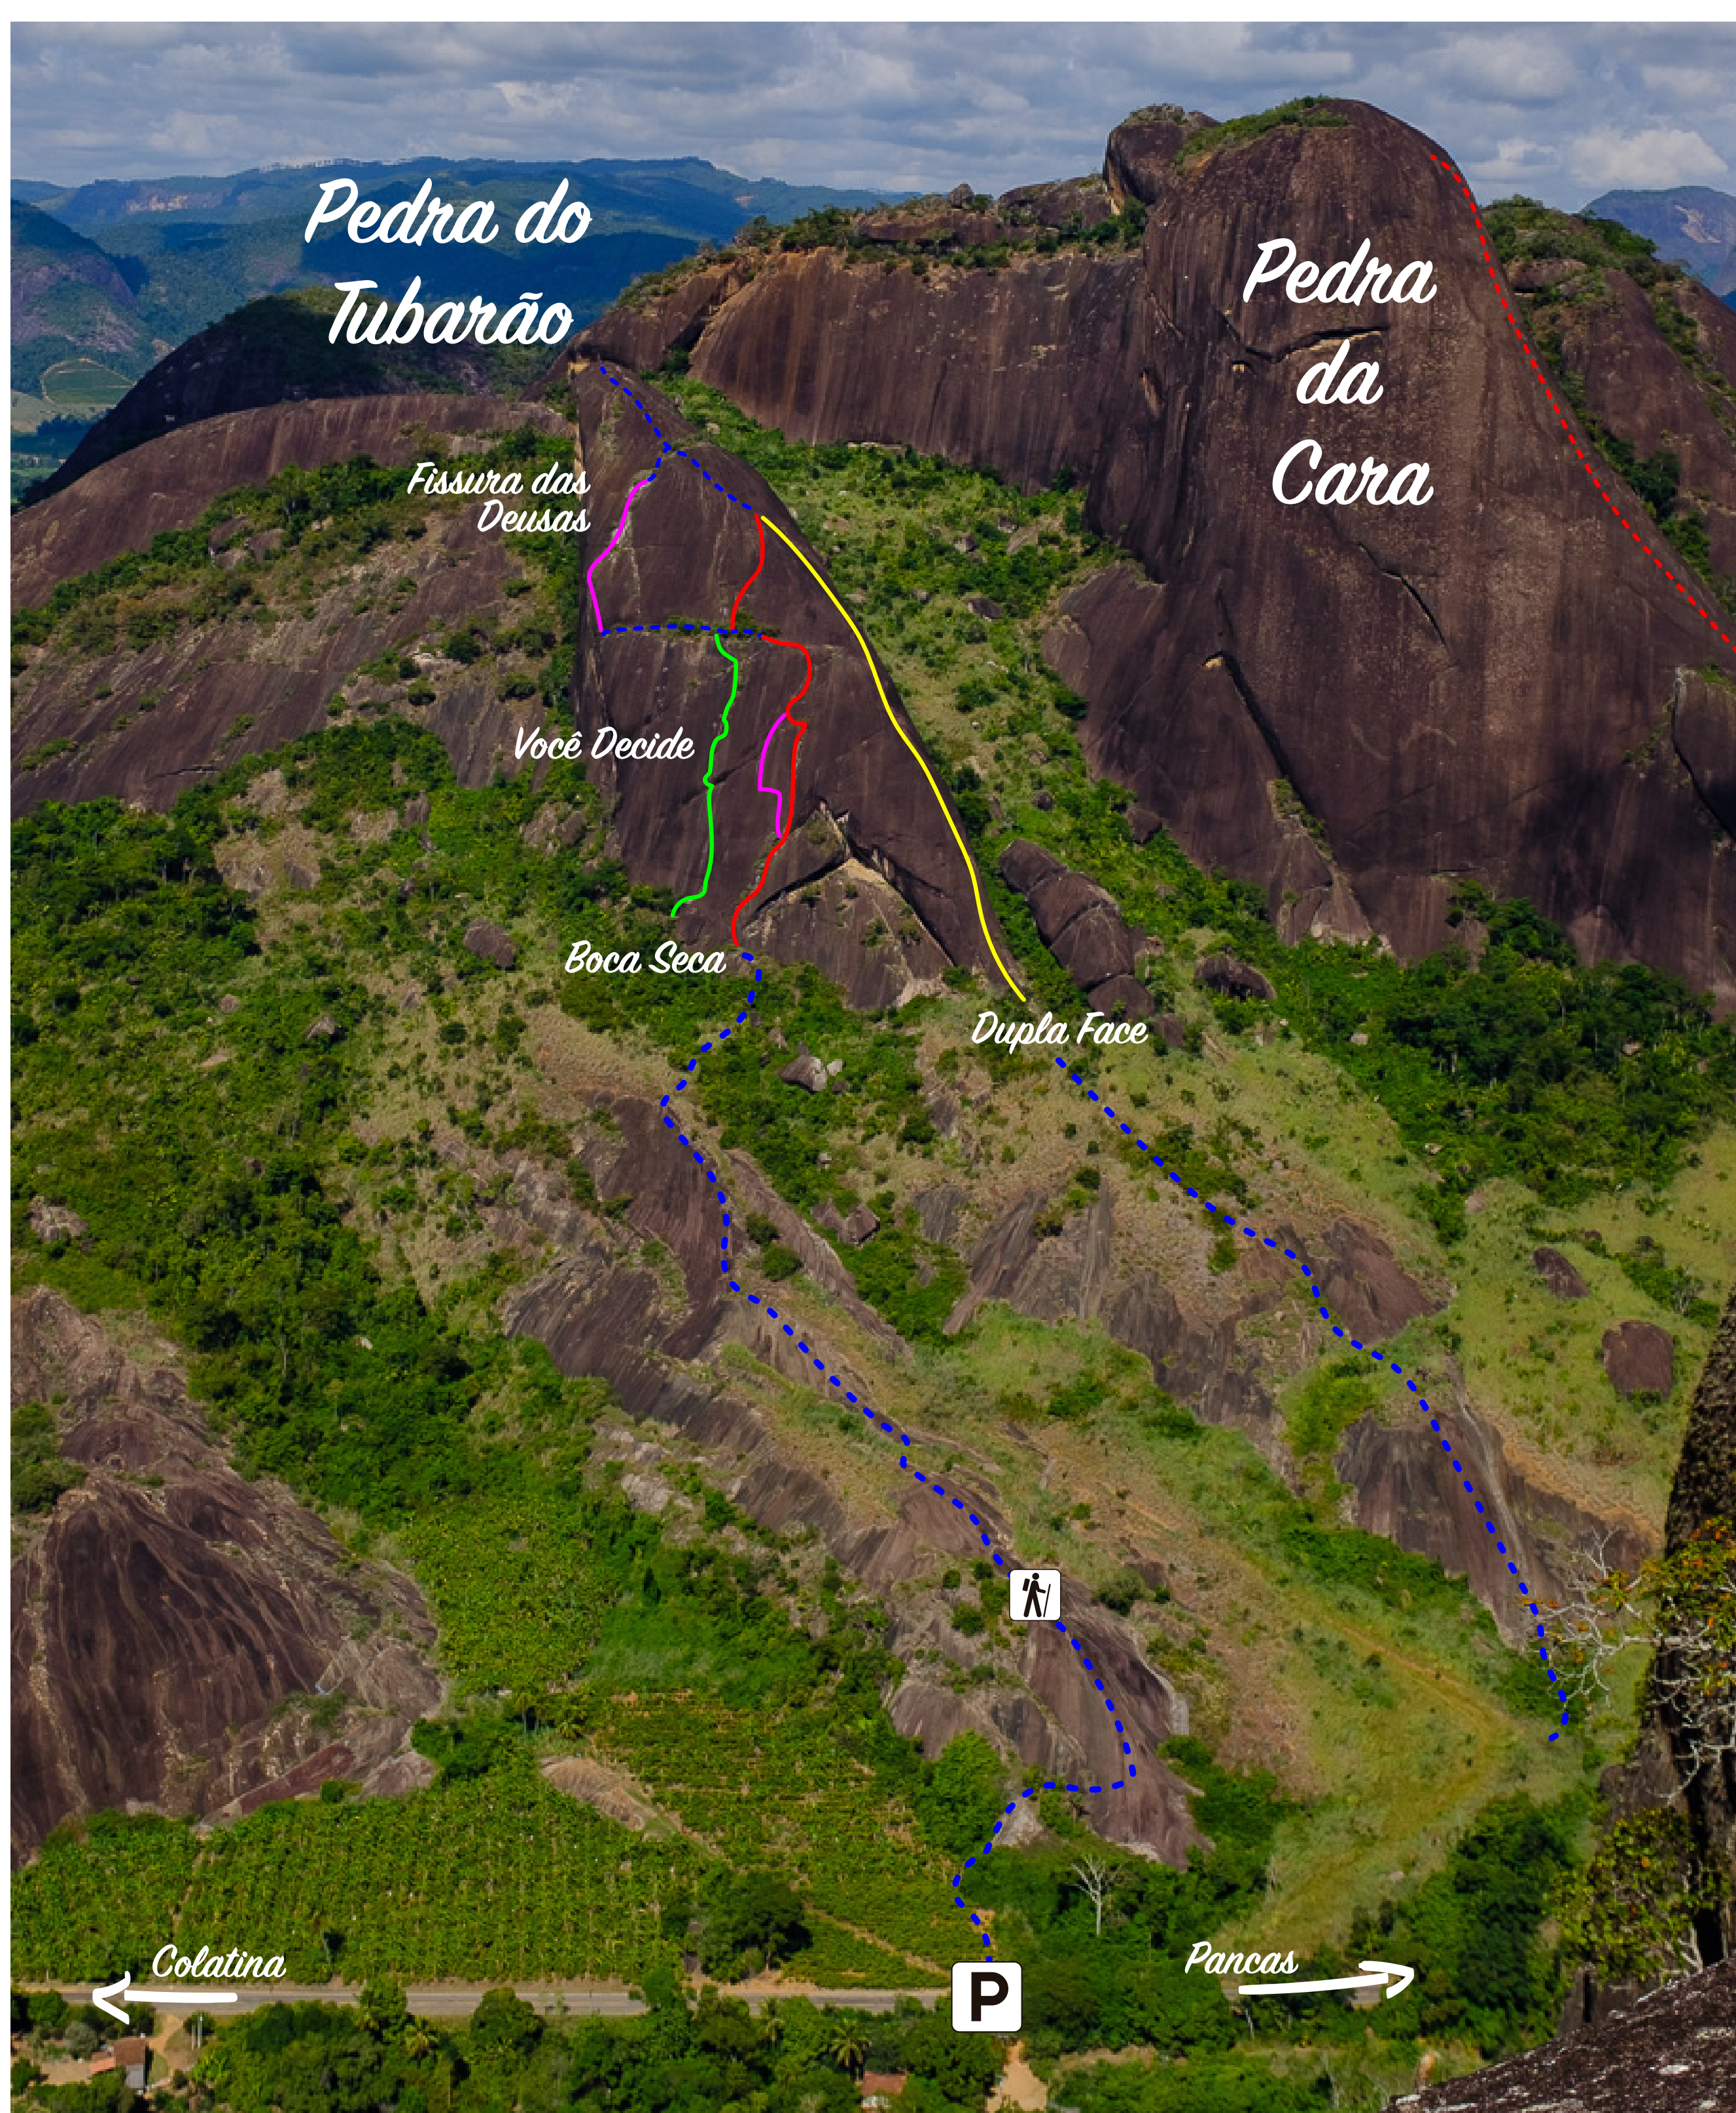 Pedra do
Tubarão
Pedra
da
Cara
Fissura das
Deusas
Você Decide
Boca Seca
Dupla Face
Colatina
Pancas
P